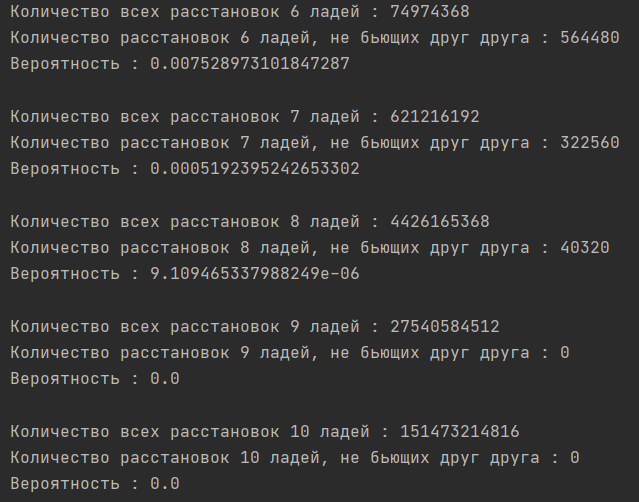 Количество всех расстановок 6 ладей : 74974368
Количество расстановок 6 ладей, не бьющих друг друга : 564480
Вероятность : 0.007528973101847287
Количество всех расстановок 7 ладей : 621216192
Количество расстановок 7 ладей, не бьющих друг друга : 322560
Вероятность : 0.0005192395242653302
Количество всех расстановок 8 ладей : 4426165368
Количество расстановок 8 ладей, не бьющих друг друга : 40320
Вероятность : 9.109465337988249e-06
Количество всех расстановок 9 ладей : 27540584512
Количество расстановок 9 ладей, не бьющих друг друга : 0
Вероятность : 0.0
Количество всех расстановок 10 ладей : 151473214816
Количество расстановок 10 ладей, не бьющих друг друга : 0
Вероятность : 0.0